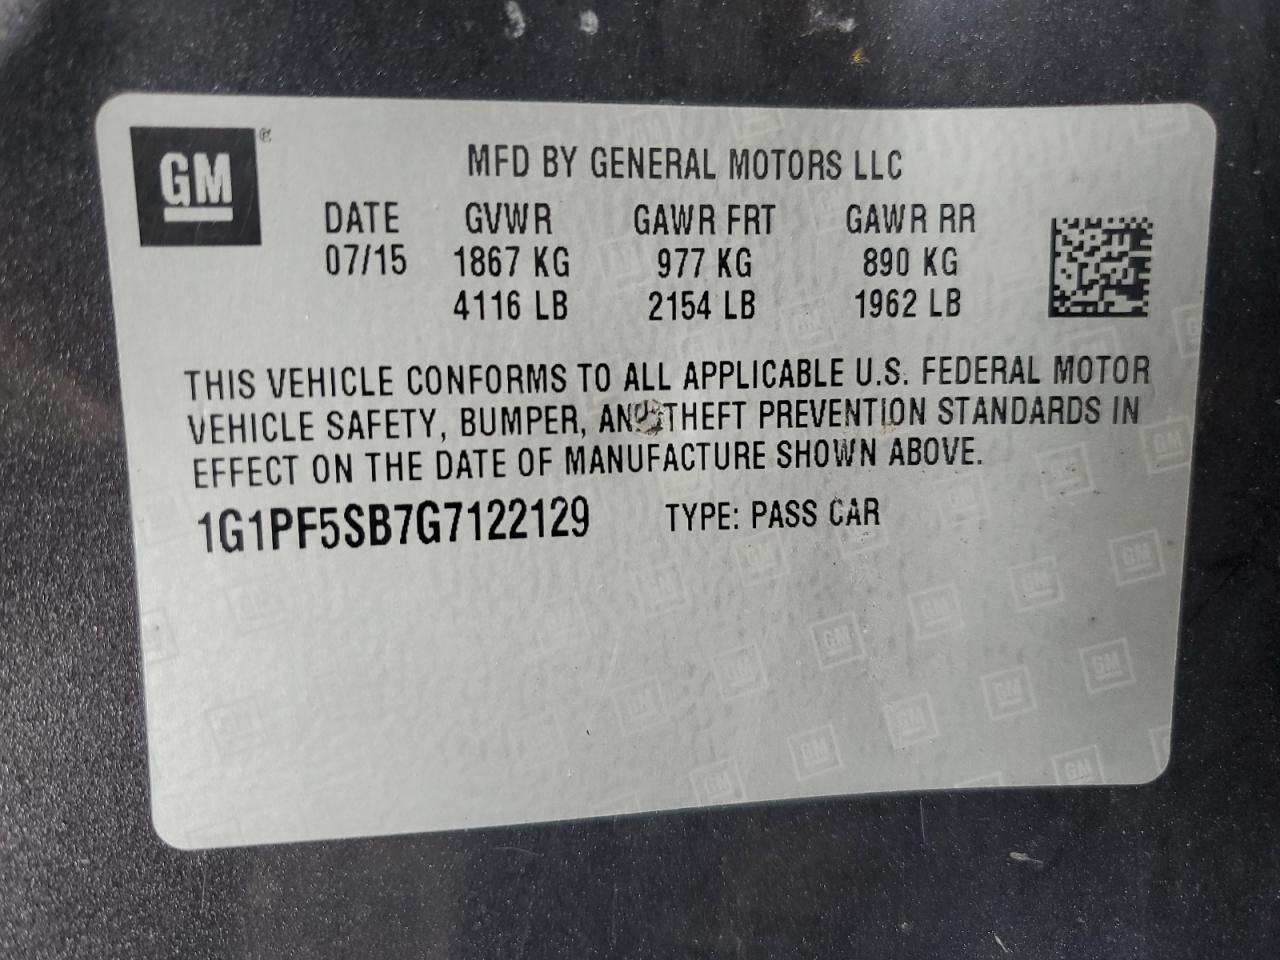 GM ®
MFD BY GENERAL MOTORS LLC
DATE GVWR GAWR FRT GAWR RR
07/15 1867 KG 977 KG 890 KG
4116 LB 2154 LB 1962 LB
THIS VEHICLE CONFORMS TO ALL APPLICABLE U.S. FEDERAL MOTOR
VEHICLE SAFETY, BUMPER, AND THEFT PREVENTION STANDARDS IN
EFFECT ON THE DATE OF MANUFACTURE SHOWN ABOVE.
1G1PF5SB7G7122129 TYPE: PASS CAR